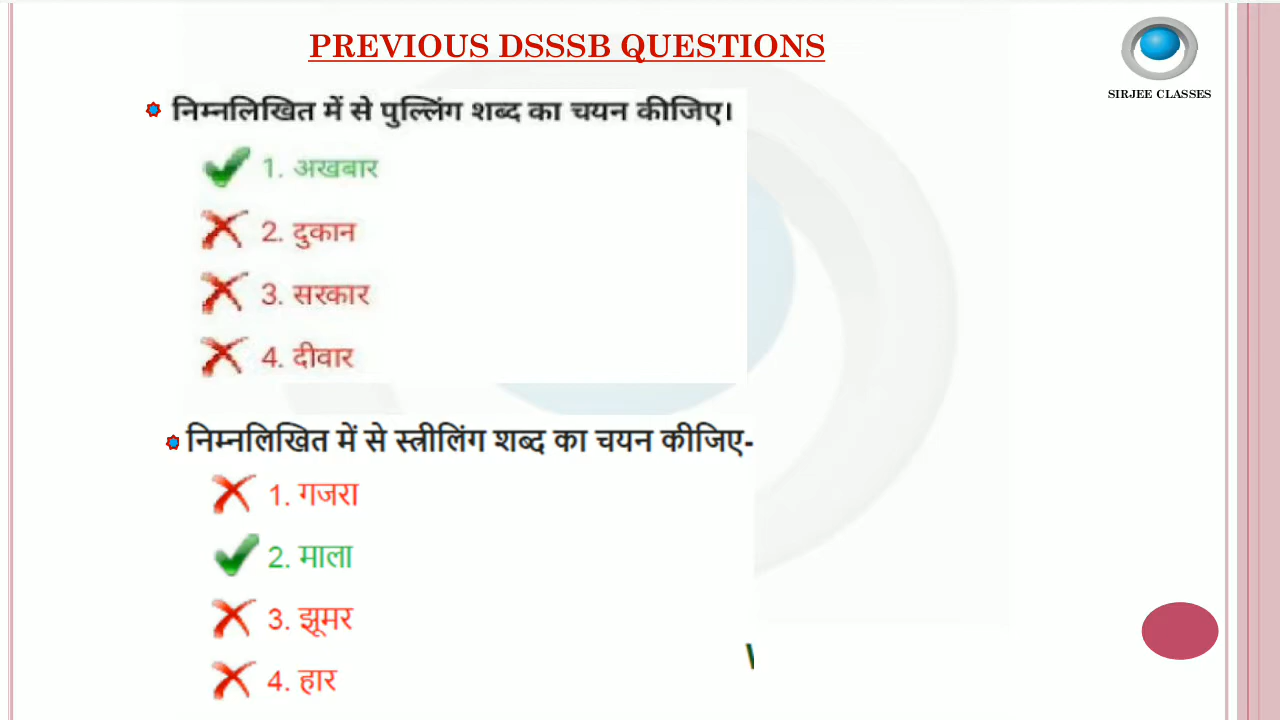 PREVIOUS DSSSB QUESTIONS
SIRJEE CLASSES
निम्नलिखित में से पुल्लिंग शब्द का चयन कीजिए।
1. अखबार
2. दुकान
3. सरकार
4. दीवार
निम्नलिखित में से स्त्रीलिंग शब्द का चयन कीजिए-
1. गजरा
2. माला
3. झूमर
4. हार